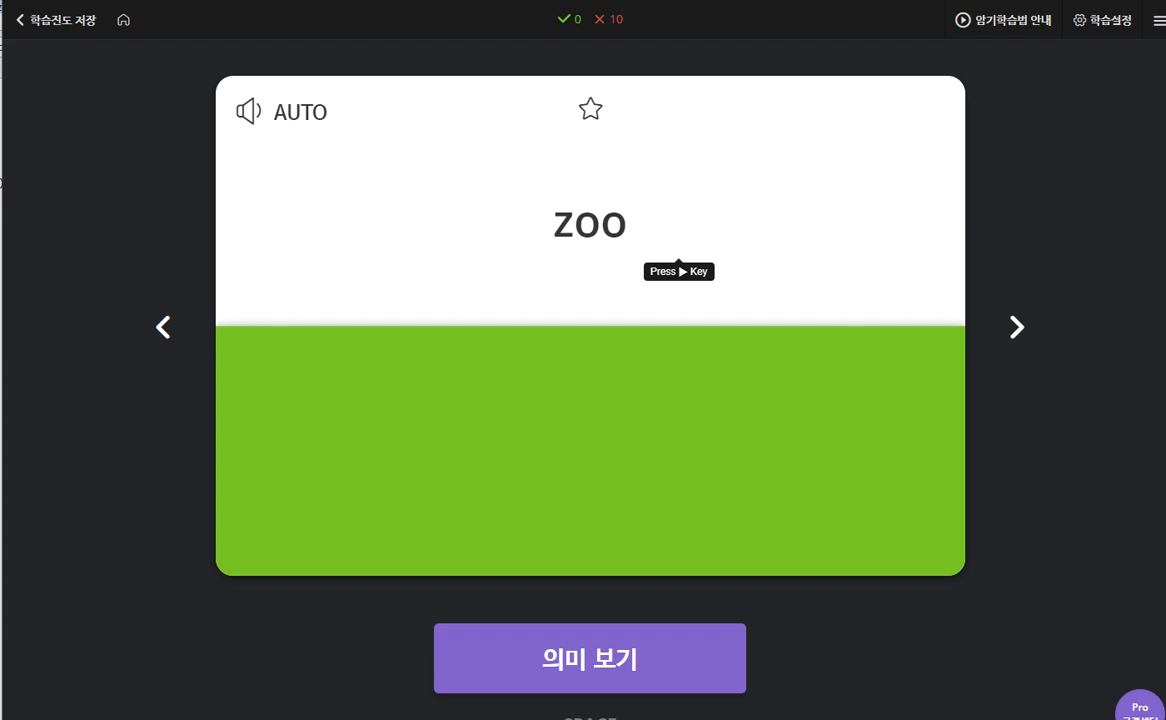 학습진도 저장
0
10
암기학습법 안내
학습설정
AUTO
ZOO
Press ▶ Key
의미 보기
SPACE
Pro